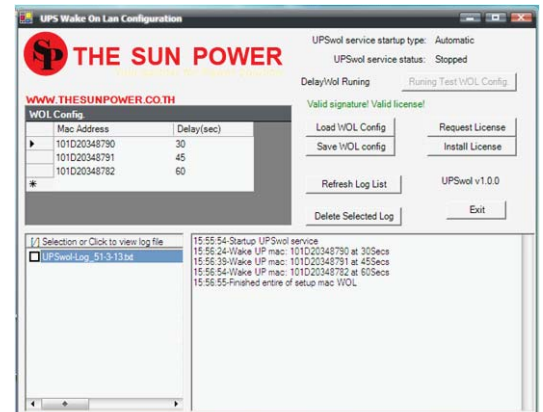 UPS Wake On Lan Configuration
SP THE SUN POWER
WWW.THESUNPOWER.CO.TH
UPSwol service startup type: Automatic
UPSwol service status: Stopped
DelayWol Runing
Runing Test WOL Config.
Valid signature! Valid license!
WOL Config.
Mac Address Delay(sec)
101D20348790 30
101D20348791 45
101D20348782 60
Load WOL Config Request License
Save WOL config Install License
Refresh Log List UPSwol v1.0.0
Delete Selected Log Exit
[/] Selection or Click to view log file
UPSwol-Log_51-3-13.txt
15:55:54-Startup UPSwol service
15:56:24-Wake UP mac: 101D20348790 at 30Secs
15:56:39-Wake UP mac: 101D20348791 at 45Secs
15:56:54-Wake UP mac: 101D20348782 at 60Secs
15:56:55-Finished entire of setup mac WOL